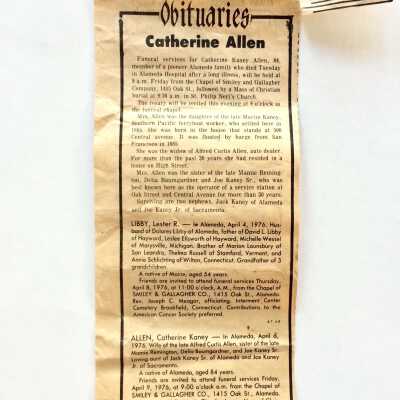 Obituaries
Catherine Allen
Funeral services for Catherine Kaney Allen, 84,
member of a pioneer Alameda family who died Tuesday
in Alameda Hospital after a long illness, will be held at
9 a.m. Friday from the Chapel of Smiley and Gallagher
Company, 1415 Oak St., followed by a Mass of Christian
burial at 9:30 a.m. in St. Philip Neri's Church.
The rosary will be recited this evening at 8 o'clock in
the funeral chapel.
Mrs. Allen was the daughter of the late Martin Kaney,
Southern Pacific ferryboat worker, who settled here in
She was born in the house that stands at 500
Central avenue. It was floated by barge from San
Francisco in
She was the widow of Alfred Curtis Allen, auto dealer.
For more than the past 20 years she had resided in a
house on High Street.
Mrs. Allen was the sister of the late Mamie Reming-
ton, Delia Baumgardner and Joe Kaney Sr., who was
best known here as the operator of a service station at
Oak Street and Central Avenue for more than 30 years.
Surviving are two nephews, Jack Kaney of Alameda
and Joe Kaney Jr. of Sacramento.
LIBBY, Lester R. — In Alameda, April 4, 1976. Hus-
band of Dolores Libby of Alameda, father of David L. Libby
of Hayward, Leslee Ellsworth of Hayward, Michelle Wessel
of Marysville, Michigan. Brother of Marion Lounsbury of
San Leandro, Thelma Russell of Stamford, Vermont, and
Annie Schlichting of Wilton, Connecticut. Grandfather of 3
grandchildren
A native of Maine, aged 54 years.
Friends are invited to attend funeral services Thursday,
April 8, 1976, at 11:00 o'clock, A.M., from the Chapel of
SMILEY & GALLAGHER CO., 1415 Oak St., Alameda.
Rev. Joseph C. Meagor, officiating. Interment Center
Cemetery Brookfield, Connecticut. Contributions to the
American Cancer Society preferred.
ALLEN, Catherine Kaney — In Alameda, April 6,
1976. Wife of the late Alfred Curtis Allen, sister of the late
Mamie Remington, Delia Baumgardner, and Joe Kaney Sr.
Loving aunt of Jack Kaney Sr. of Alameda and Joe Kaney
Jr. of Sacramento.
A native of Alameda, aged 84 years.
Friends are invited to attend funeral services Friday,
April 9, 1976, at 9:00 o'clock a.m. from the chapel of
SMILEY & GALLAGHER CO., 1415 Oak St., Alameda